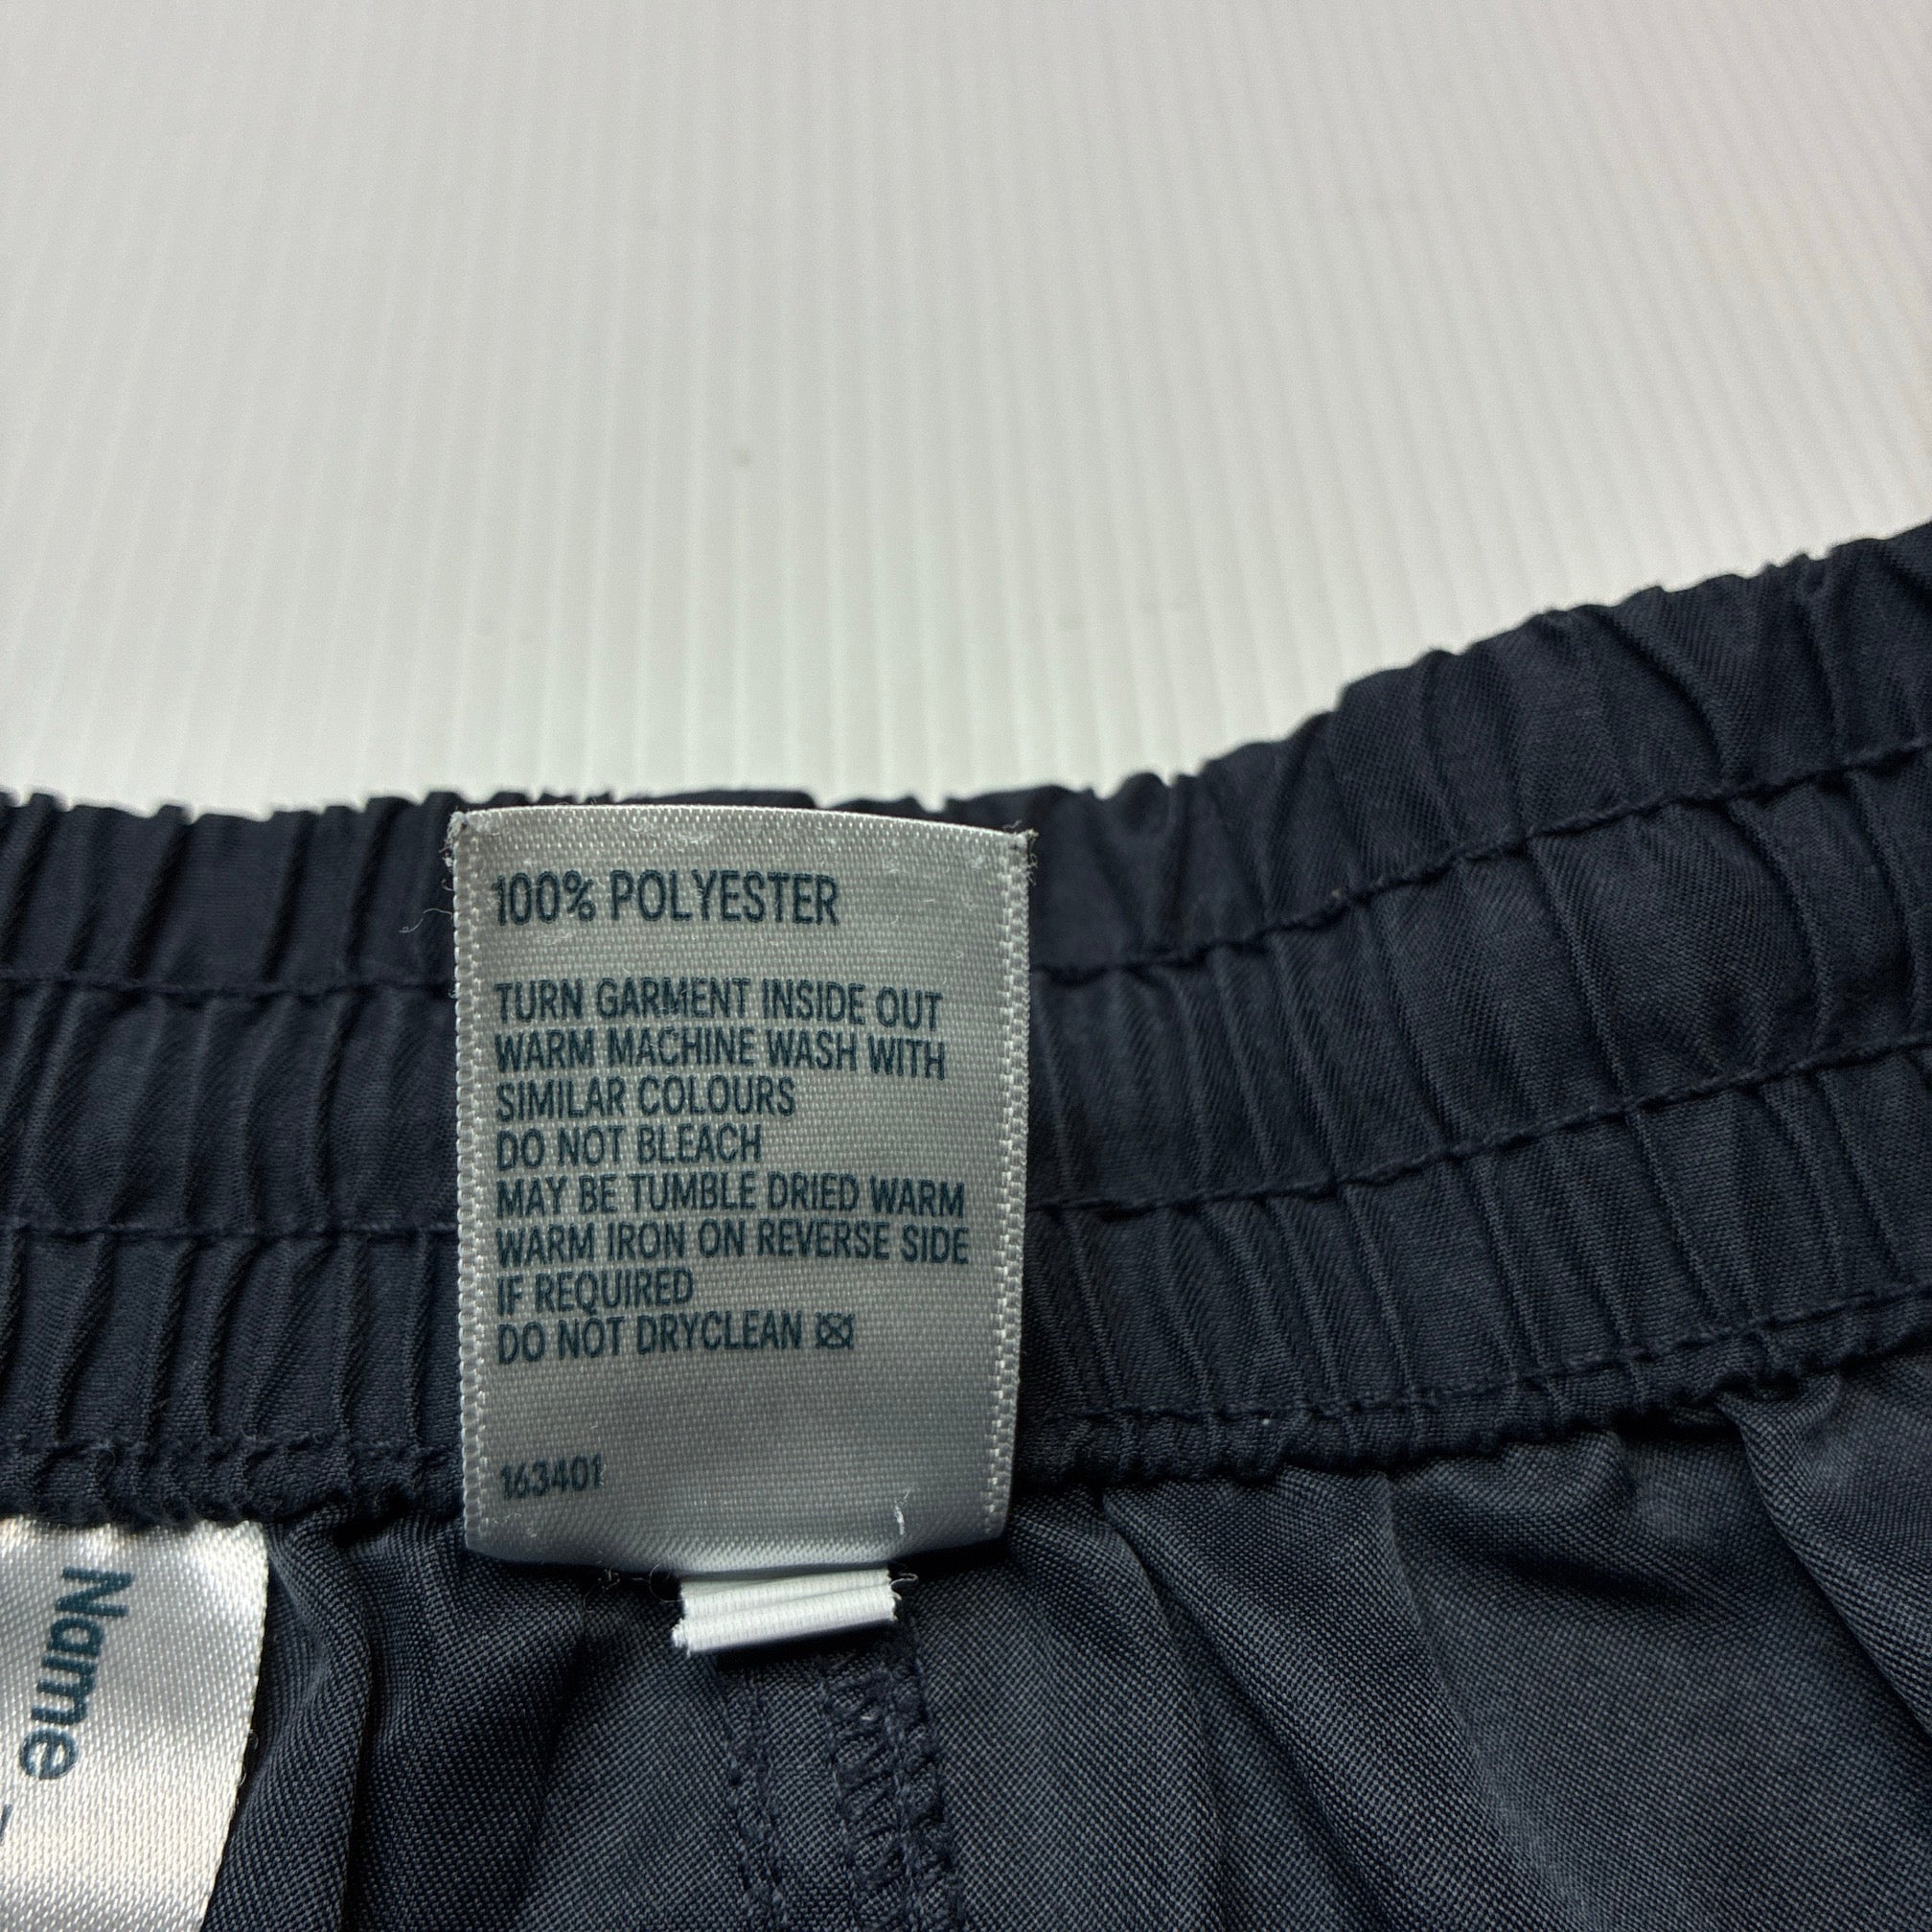 100% POLYESTER
TURN GARMENT INSIDE OUT
WARM MACHINE WASH WITH
SIMILAR COLOURS
DO NOT BLEACH
MAY BE TUMBLE DRIED WARM
WARM IRON ON REVERSE SIDE
IF REQUIRED
DO NOT DRYCLEAN
163401
Name